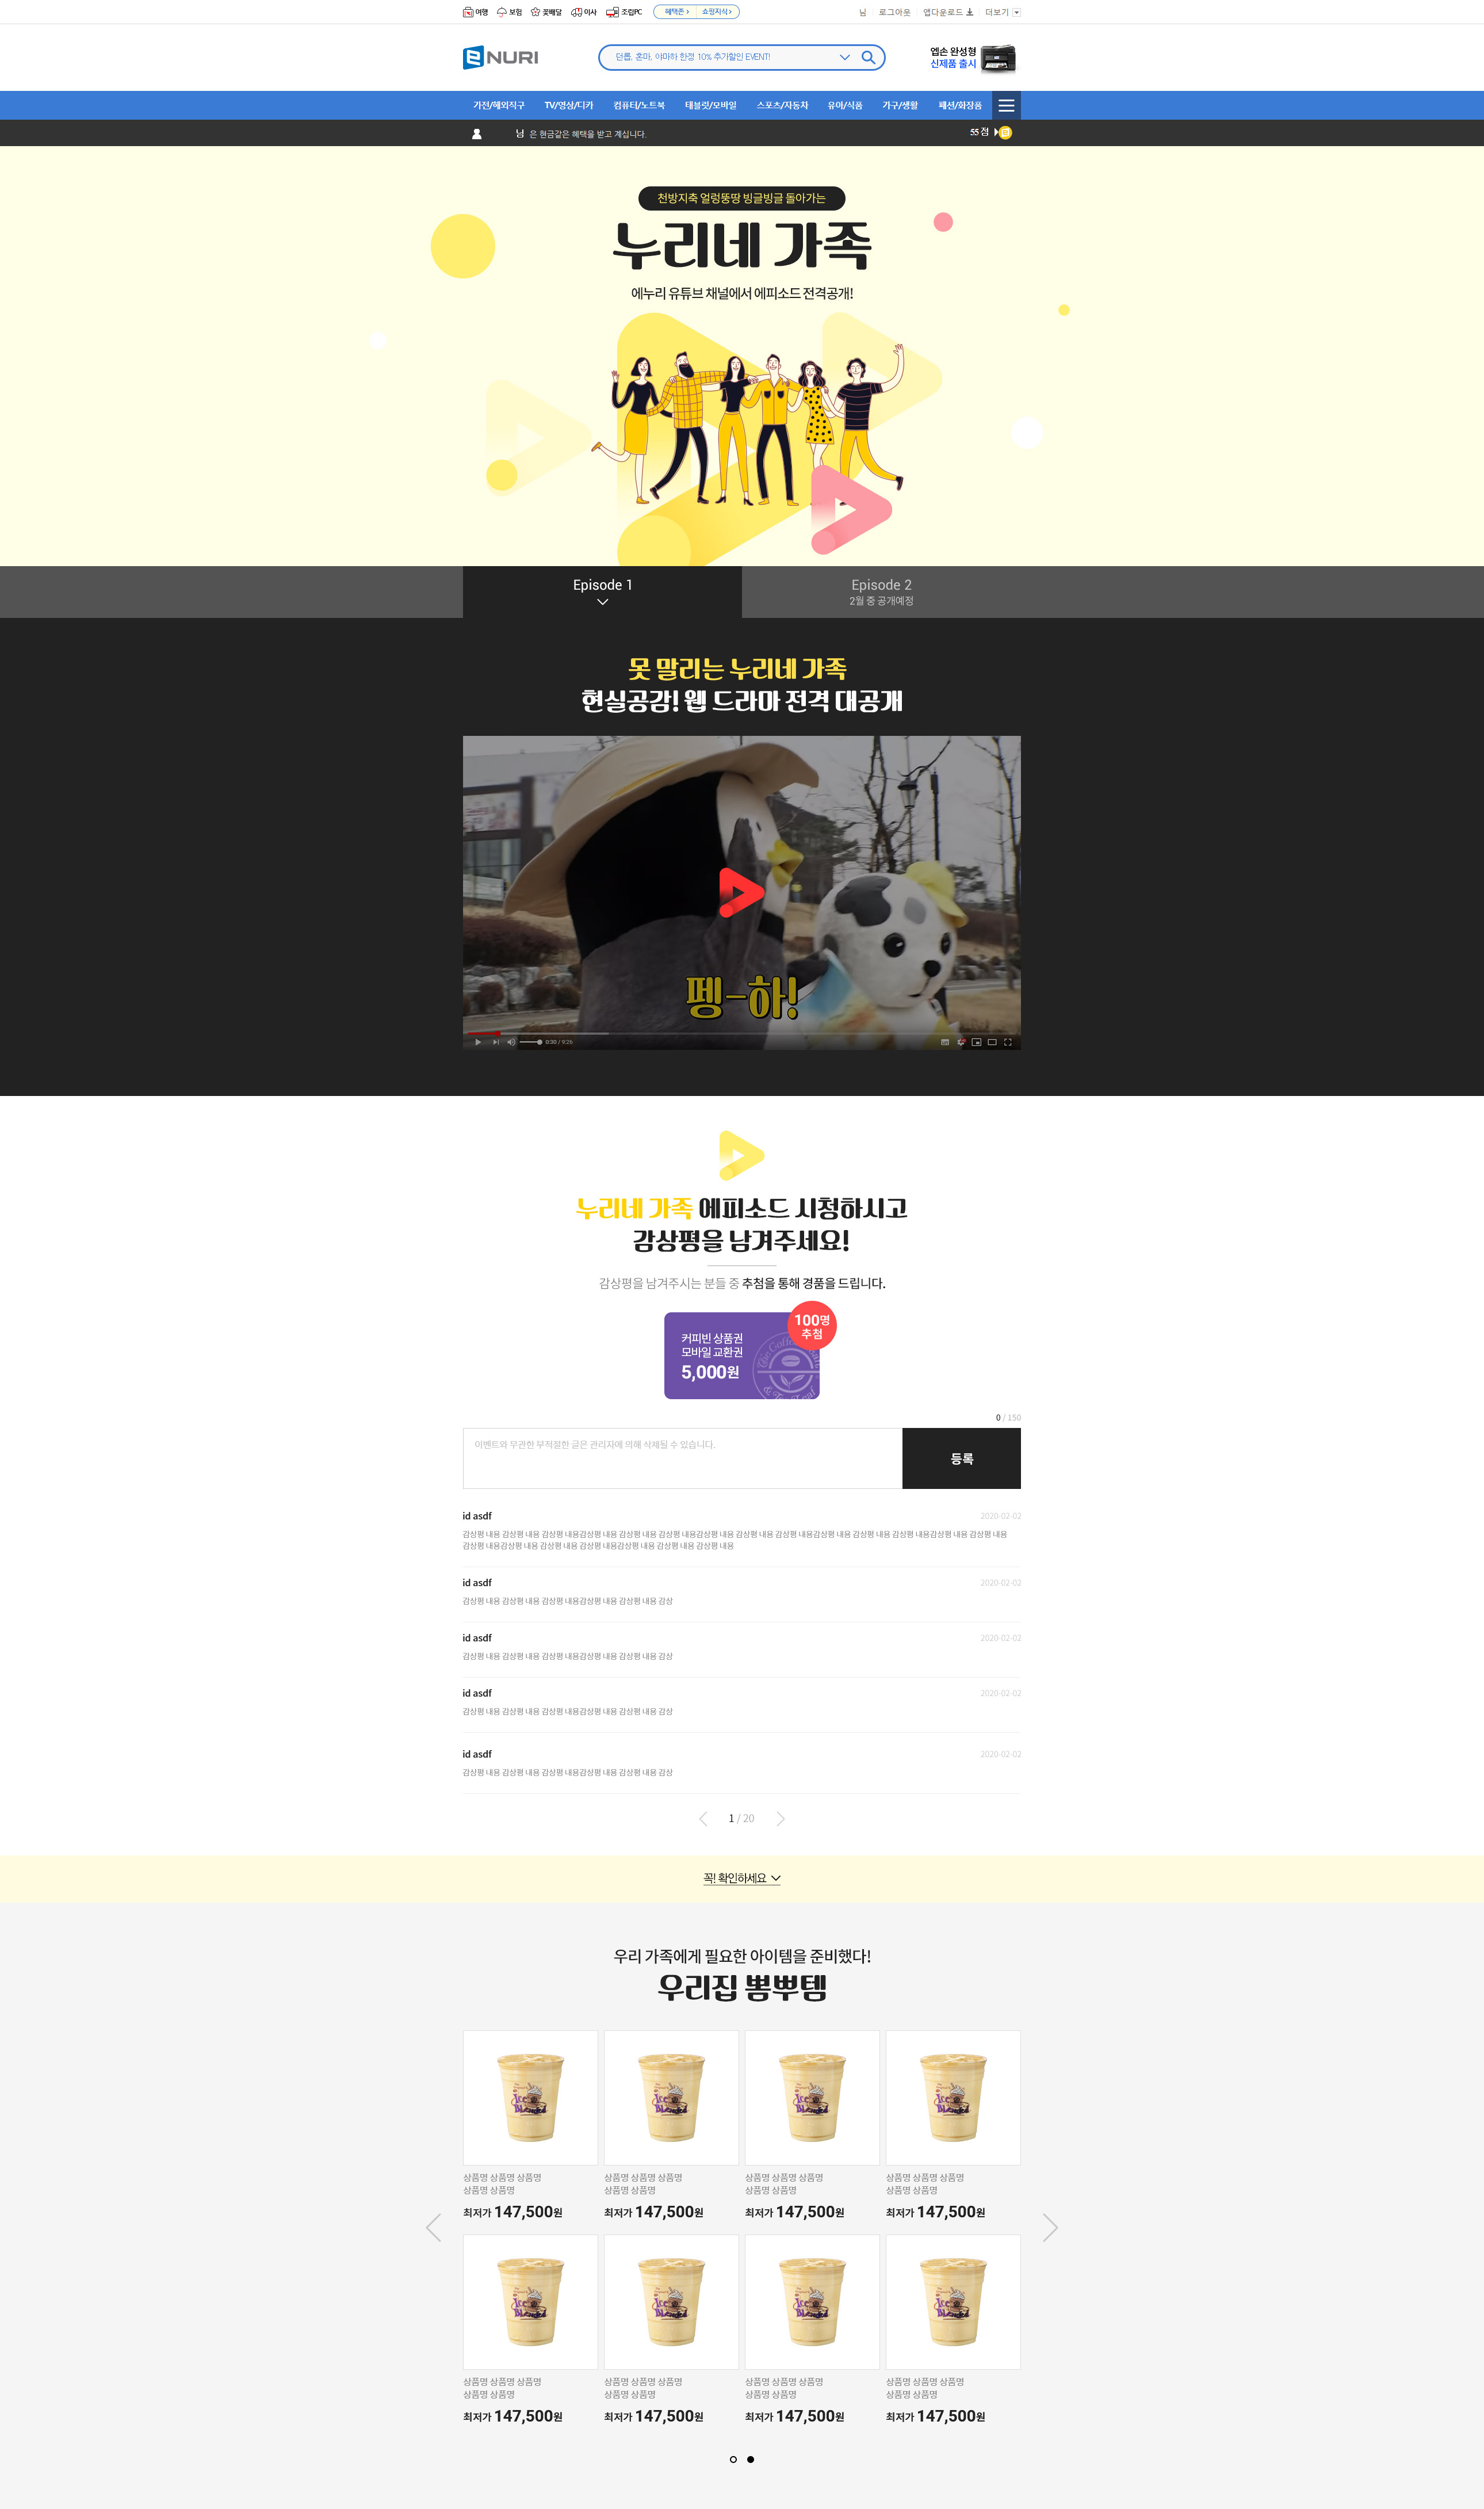 여행 보험 꽃배달 이사 조립PC 혜택존 쇼핑지식 님 로그아웃 앱다운로드 더보기
eNURI
던롭, 혼마, 야마하 한정 10% 추가할인 EVENT!
엡손 완성형
신제품 출시
가전/해외직구 TV/영상/디카 컴퓨터/노트북 태블릿/모바일 스포츠/자동차 유아/식품 가구/생활 패션/화장품
님 은 현금같은 혜택을 받고 계십니다. 55 점
천방지축 얼렁뚱땅 빙글빙글 돌아가는
누리네 가족
에누리 유튜브 채널에서 에피소드 전격공개!
Episode 1
Episode 2
2월 중 공개예정
못 말리는 누리네 가족
현실공감! 웹 드라마 전격 대공개
펭-하!
0:30 / 9:26
누리네 가족 에피소드 시청하시고
감상평을 남겨주세요!
감상평을 남겨주시는 분들 중 추첨을 통해 경품을 드립니다.
100명
추첨
커피빈 상품권
모바일 교환권
5,000원
0 / 150
이벤트와 무관한 부적절한 글은 관리자에 의해 삭제될 수 있습니다.
등록
id asdf 2020-02-02
감상평 내용 감상평 내용 감상평 내용감상평 내용 감상평 내용 감상평 내용감상평 내용 감상평 내용 감상평 내용감상평 내용 감상평 내용 감상평 내용감상평 내용 감상평 내용
감상평 내용감상평 내용 감상평 내용 감상평 내용감상평 내용 감상평 내용 감상평 내용
id asdf 2020-02-02
감상평 내용 감상평 내용 감상평 내용감상평 내용 감상평 내용 감상
id asdf 2020-02-02
감상평 내용 감상평 내용 감상평 내용감상평 내용 감상평 내용 감상
id asdf 2020-02-02
감상평 내용 감상평 내용 감상평 내용감상평 내용 감상평 내용 감상
id asdf 2020-02-02
감상평 내용 감상평 내용 감상평 내용감상평 내용 감상평 내용 감상
1 / 20
꼭! 확인하세요
우리 가족에게 필요한 아이템을 준비했다!
우리집 뽐뿌템
Ice Blended Ice Blended Ice Blended Ice Blended
상품명 상품명 상품명 상품명 상품명 상품명 상품명 상품명 상품명 상품명 상품명 상품명
상품명 상품명 상품명 상품명 상품명 상품명 상품명 상품명
최저가 147,500원 최저가 147,500원 최저가 147,500원 최저가 147,500원
Ice Blended Ice Blended Ice Blended Ice Blended
상품명 상품명 상품명 상품명 상품명 상품명 상품명 상품명 상품명 상품명 상품명 상품명
상품명 상품명 상품명 상품명 상품명 상품명 상품명 상품명
최저가 147,500원 최저가 147,500원 최저가 147,500원 최저가 147,500원